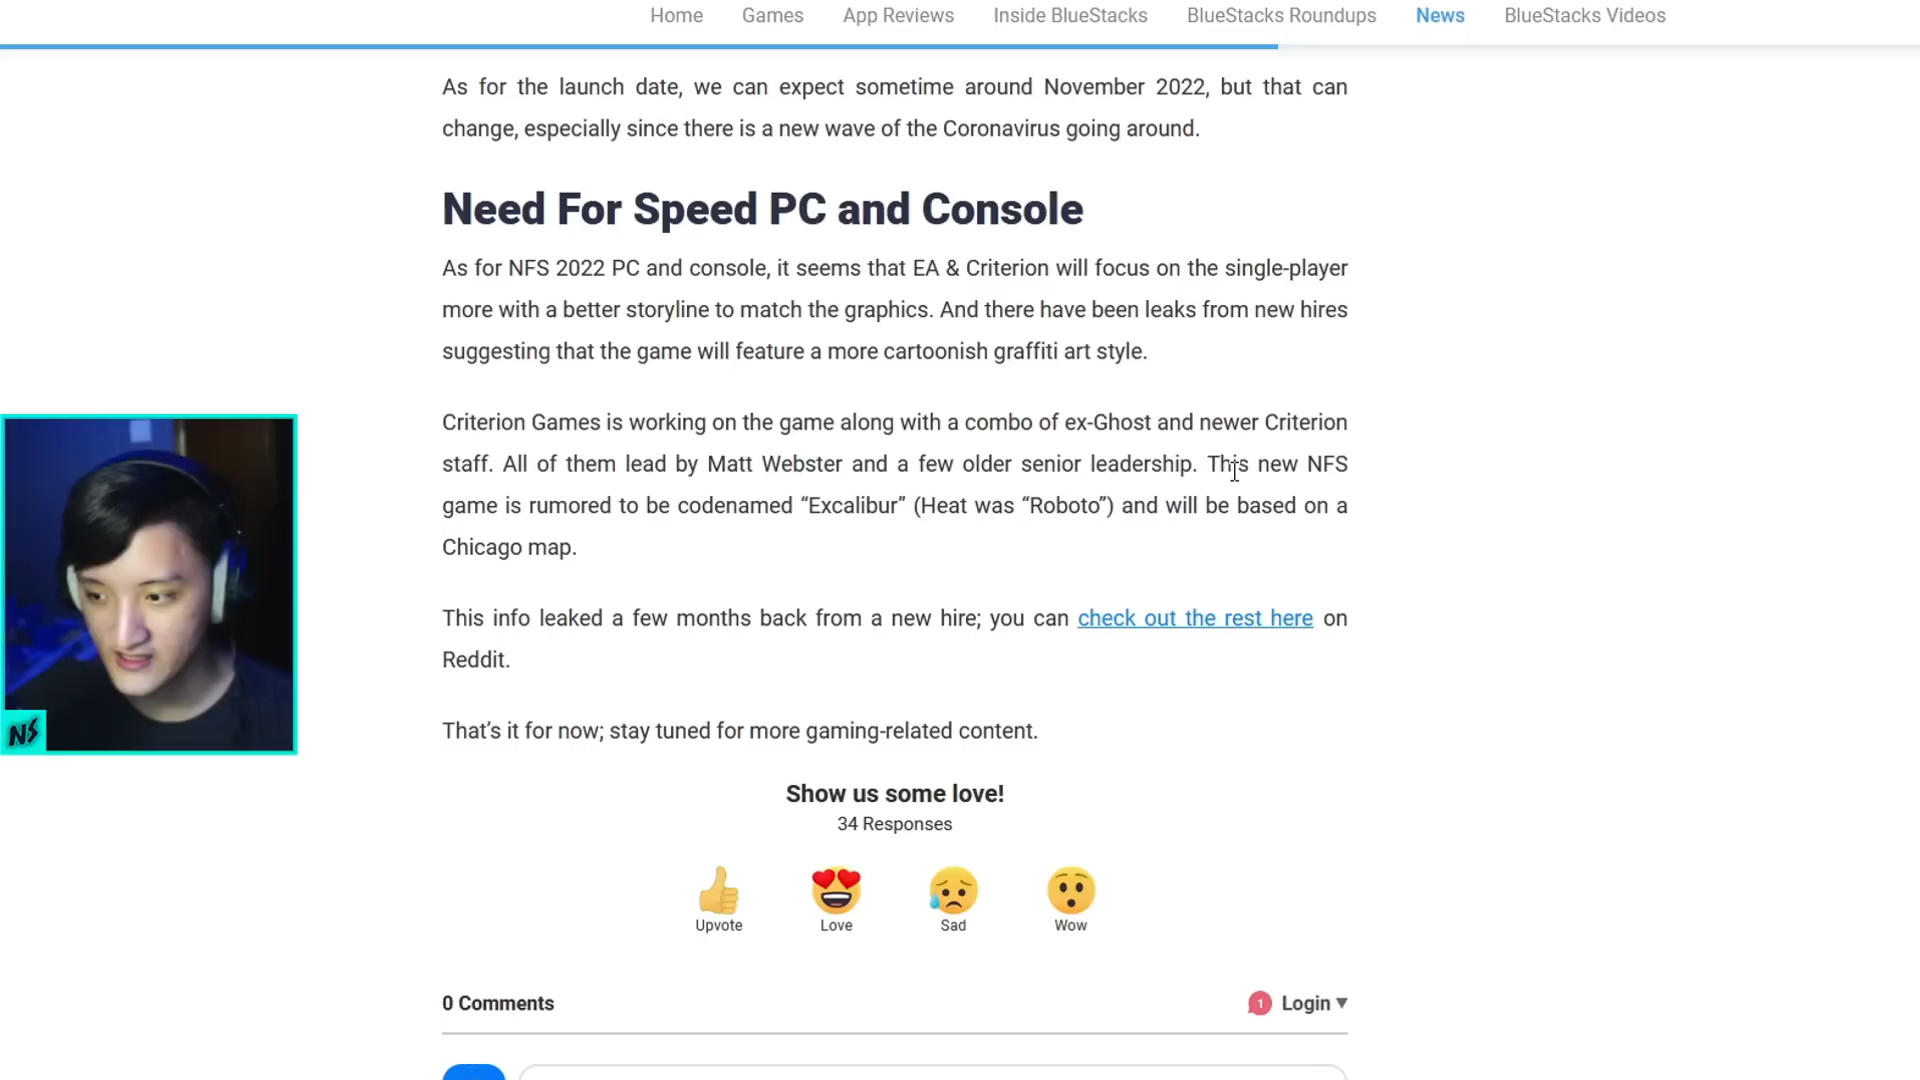 Home Games App Reviews Inside BlueStacks BlueStacks Roundups News BlueStacks Videos
As for the launch date, we can expect sometime around November 2022, but that can
change, especially since there is a new wave of the Coronavirus going around.
Need For Speed PC and Console
As for NFS 2022 PC and console, it seems that EA & Criterion will focus on the single-player
more with a better storyline to match the graphics. And there have been leaks from new hires
suggesting that the game will feature a more cartoonish graffiti art style.
Criterion Games is working on the game along with a combo of ex-Ghost and newer Criterion
staff. All of them lead by Matt Webster and a few older senior leadership. This new NFS
game is rumored to be codenamed “Excalibur” (Heat was “Roboto”) and will be based on a
Chicago map.
This info leaked a few months back from a new hire; you can check out the rest here on
Reddit.
That’s it for now; stay tuned for more gaming-related content.
NS
Show us some love!
34 Responses
Upvote Love Sad Wow
0 Comments
1 Login